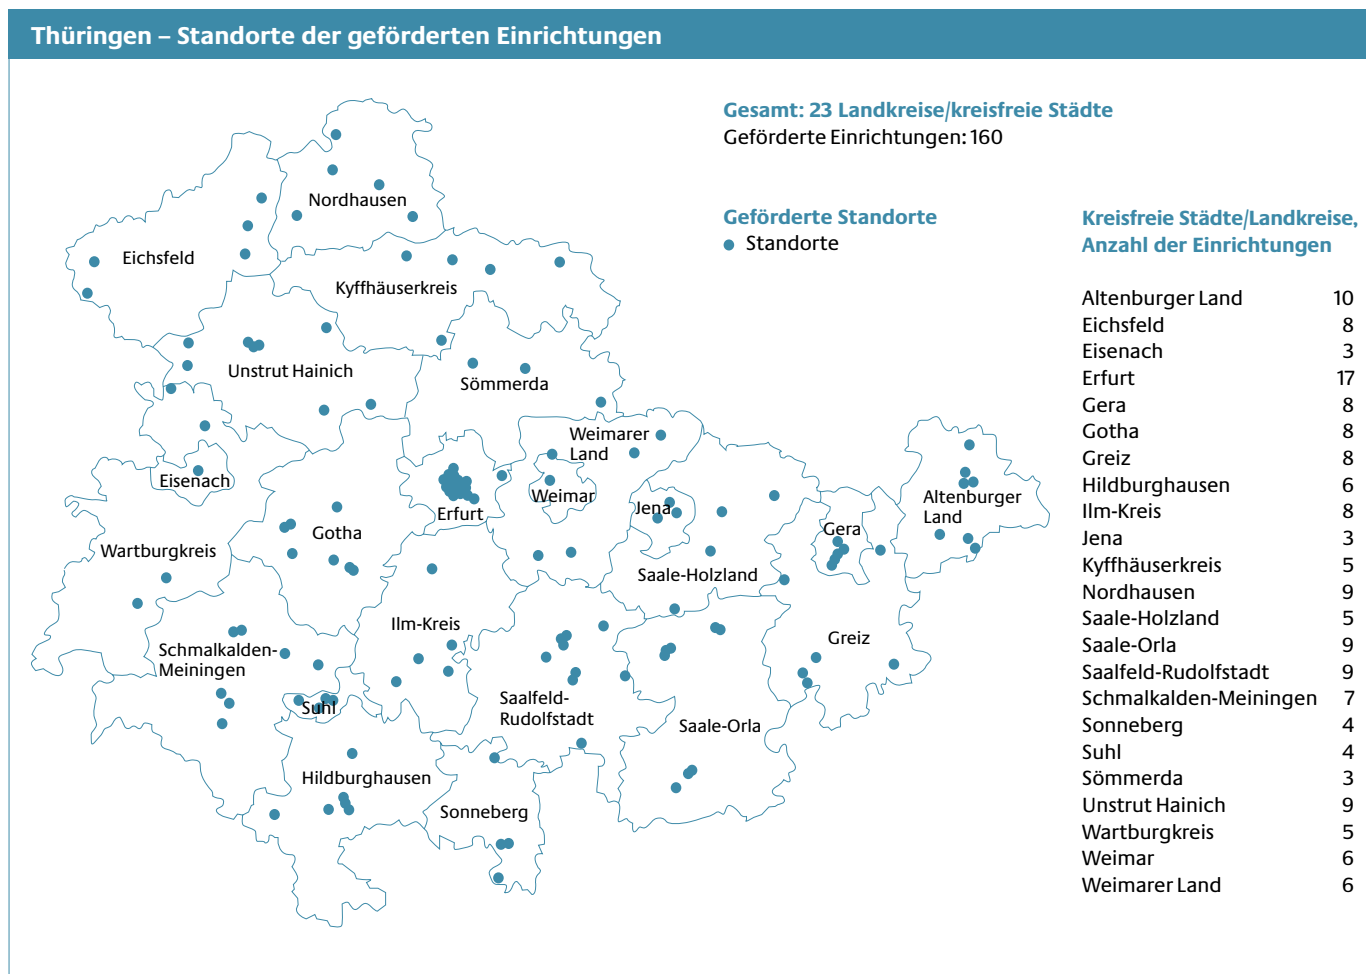 Thüringen – Standorte der geförderten Einrichtungen
Gesamt: 23 Landkreise/kreisfreie Städte
Geförderte Einrichtungen: 160
Geförderte Standorte
Standorte
Kreisfreie Städte/Landkreise,
Anzahl der Einrichtungen
Altenburger Land 10
Eichsfeld 8
Eisenach 3
Erfurt 17
Gera 8
Gotha 8
Greiz 8
Hildburghausen 6
Ilm-Kreis 8
Jena 3
Kyffhäuserkreis 5
Nordhausen 9
Saale-Holzland 5
Saale-Orla 9
Saalfeld-Rudolfstadt 9
Schmalkalden-Meiningen 7
Sonneberg 4
Suhl 4
Sömmerda 3
Unstrut Hainich 9
Wartburgkreis 5
Weimar 6
Weimarer Land 6
Nordhausen
Eichsfeld
Kyffhäuserkreis
Unstrut Hainich
Sömmerda
Weimarer
Land
Eisenach
Weimar
Erfurt
Jena
Gera
Altenburger
Land
Gotha
Wartburgkreis
Saale-Holzland
Ilm-Kreis
Greiz
Schmalkalden-
Meiningen
Suhl
Saalfeld-
Rudolfstadt
Saale-Orla
Hildburghausen
Sonneberg